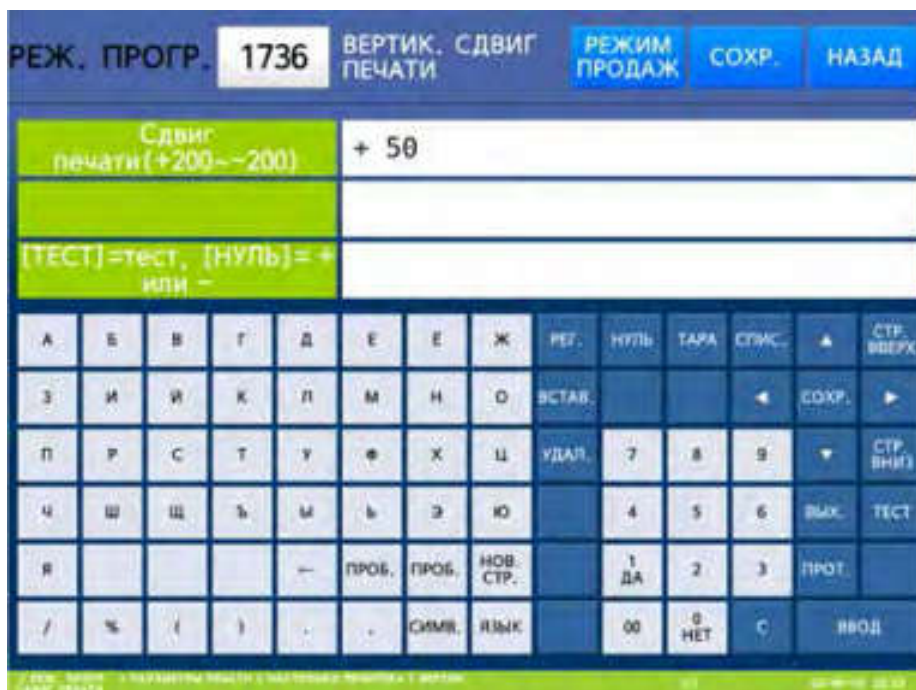 РЕЖ. ПРОГР. 1736 ВЕРТИК. СДВИГ ПЕЧАТИ РЕЖИМ ПРОДАЖ СОХР. НАЗАД
Сдвиг
печати(+200~-200)
+ 50
[ТЕСТ]=тест, [НУЛЬ]= +
или -
А Б В Г Д Е Ё Ж РЕГ. НУЛЬ ТАРА СПИС. ▲ СТР. ВВЕРХ
З И Й К Л М Н О ВСТАВ. ◄ СОХР. ►
П Р С Т У Ф Х Ц УДАЛ. 7 8 9 ▼ СТР. ВНИЗ
Ч Ш Щ Ъ Ы Ь Э Ю 4 5 6 ВЫХ. ТЕСТ
Я ← ПРОБ. ПРОБ. НОВ. СТР. 1 ДА 2 3 ПРОТ.
/ % ( ) СИМВ. ЯЗЫК 00 0 НЕТ С ВВОД